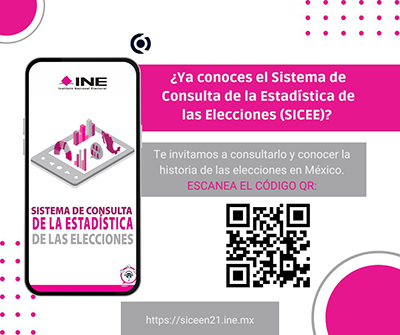 INE
Instituto Nacional Electoral
SISTEMA DE CONSULTA
DE LA ESTADÍSTICA
DE LAS ELECCIONES
¿Ya conoces el Sistema de
Consulta de la Estadística de
las Elecciones (SICEE)?
Te invitamos a consultarlo y conocer la
historia de las elecciones en México.
ESCANEA EL CÓDIGO QR:
https://siceen21.ine.mx